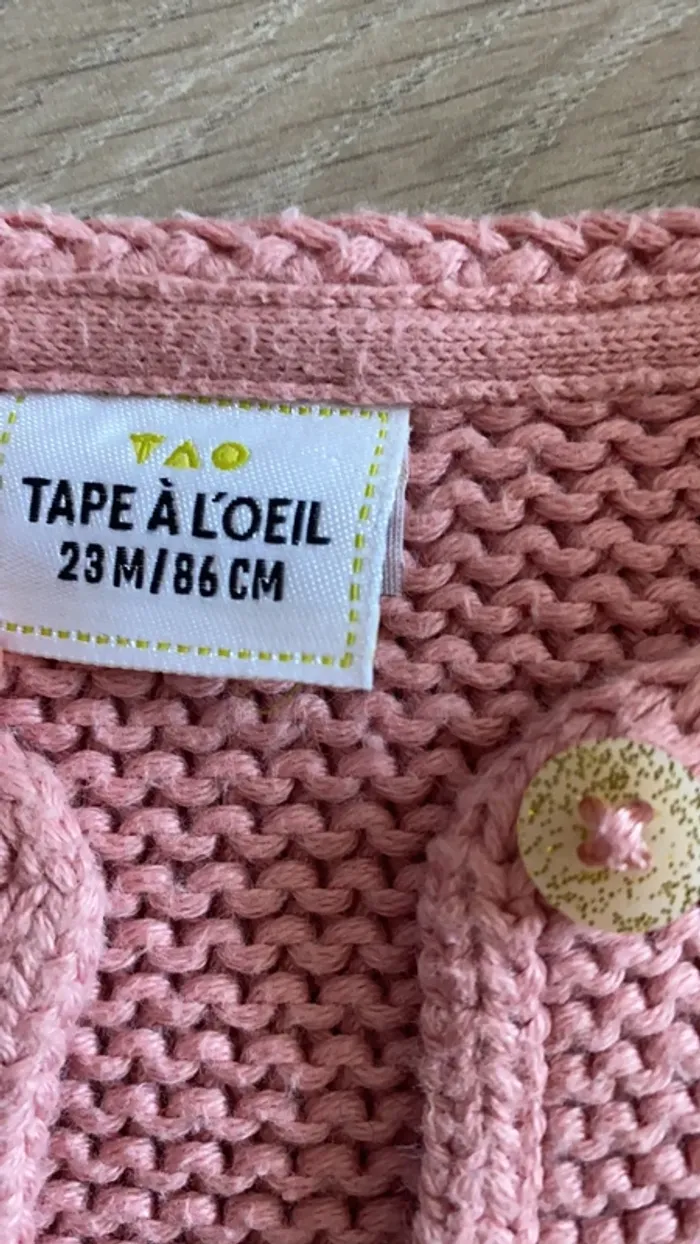 TAO
TAPE À L'OEIL
23 M/86 CM